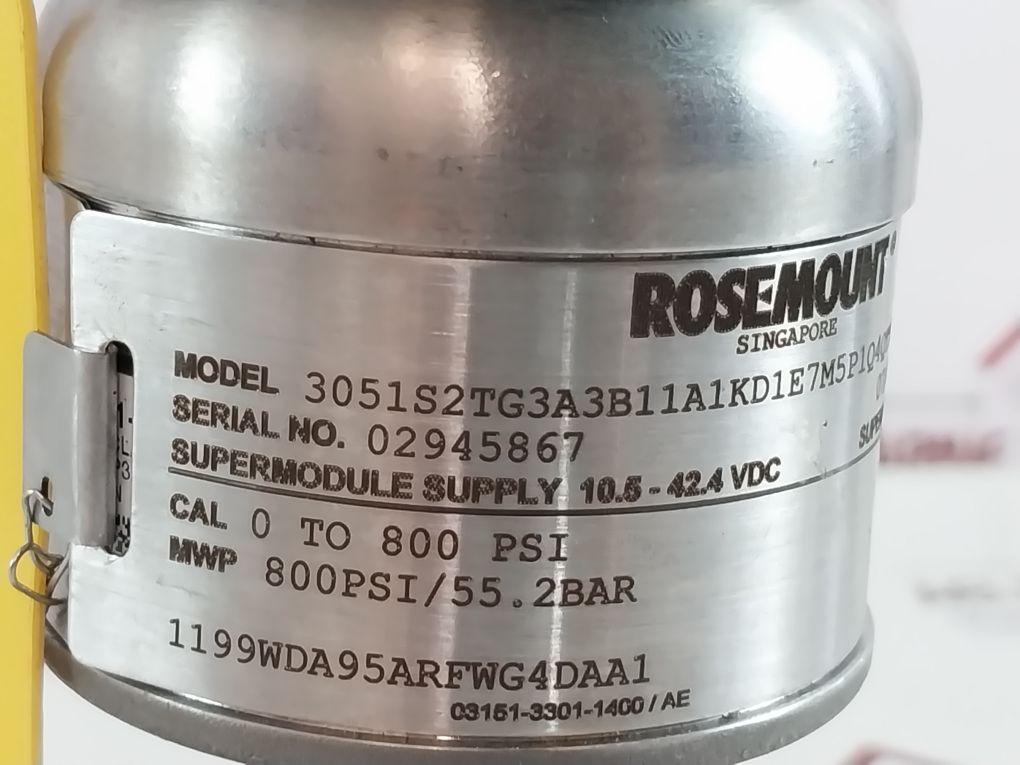 ROSEMOUNT®
SINGAPORE
MODEL 3051S2TG3A3B11A1KD1E7M5P1Q4
SERIAL NO. 02945867
SUPERMODULE SUPPLY 10.5 - 42.4 VDC
CAL 0 TO 800 PSI
MWP 800PSI/55.2BAR
1199WDA95ARFWG4DAA1
03151-3301-1400 / AE